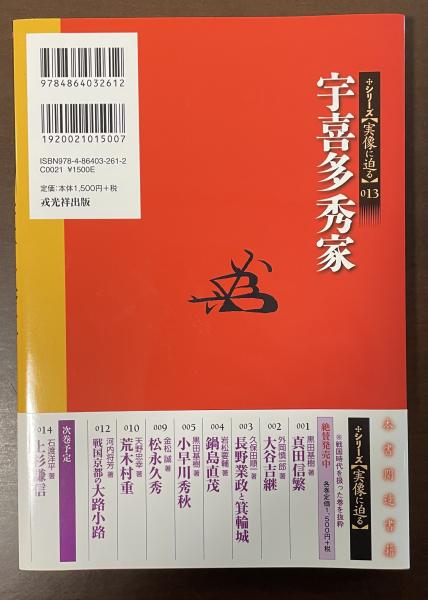 9784864032612
1920021015007
ISBN978-4-86403-261-2
C0021 ¥1500E
定価:本体1,500円+税
戎光祥出版
シリーズ【実像に迫る】013
宇喜多秀家
本書関連書籍
シリーズ【実像に迫る】
※戦国時代を扱った巻を抜粋
絶賛発売中
各巻定価1,500円+税
001 黒田基樹 著
真田信繁
002 外岡慎一郎 著
大谷吉継
003 久保田順一 著
長野業政と箕輪城
004 岩松要輔 著
鍋島直茂
005 黒田基樹 著
小早川秀秋
009 金松 誠 著
松永久秀
010 天野忠幸 著
荒木村重
012 河内将芳 著
戦国京都の大路小路
次巻予定
014 石渡洋平 著
上杉謙信